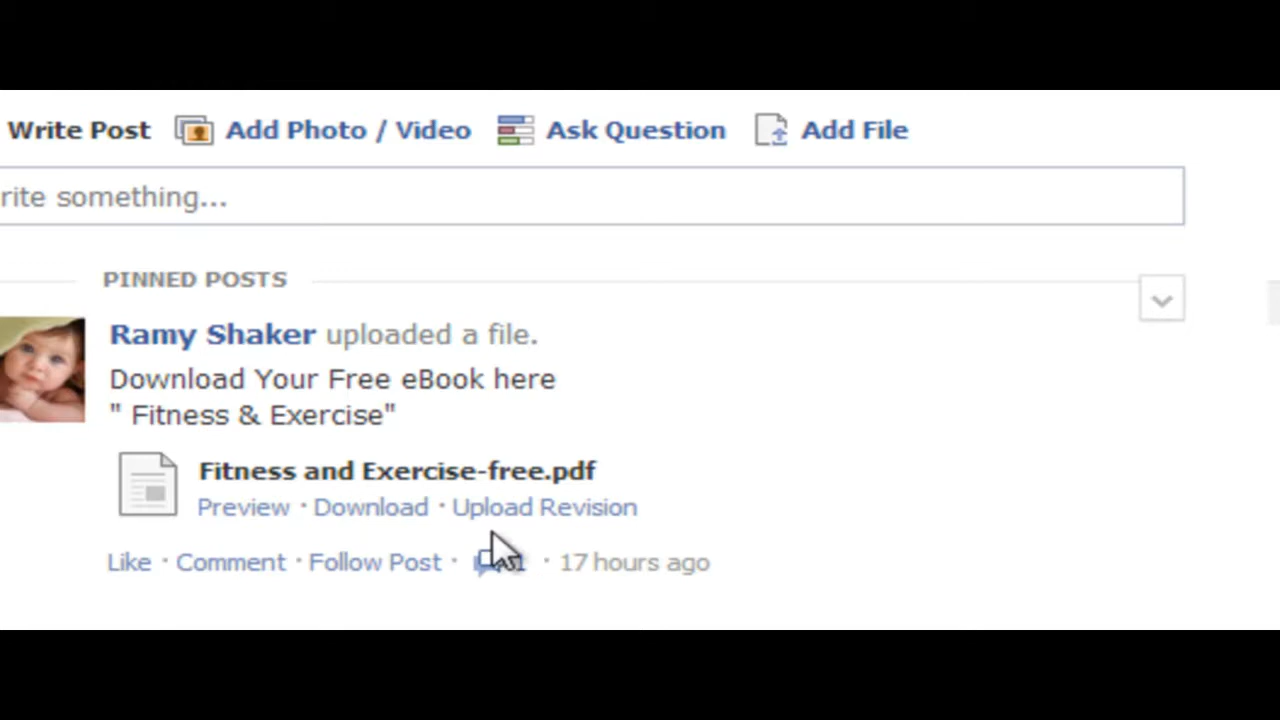 Write Post Add Photo / Video Ask Question Add File
rite something...
PINNED POSTS
Ramy Shaker uploaded a file.
Download Your Free eBook here
" Fitness & Exercise"
Fitness and Exercise-free.pdf
Preview · Download · Upload Revision
Like · Comment · Follow Post · · 17 hours ago